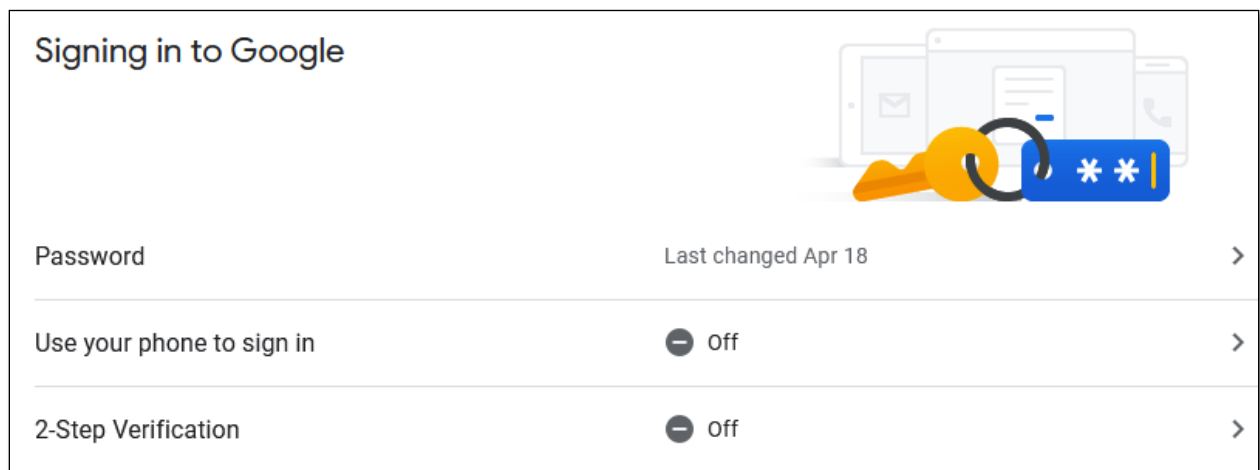 Signing in to Google
**
Password Last changed Apr 18
Use your phone to sign in Off
2-Step Verification Off